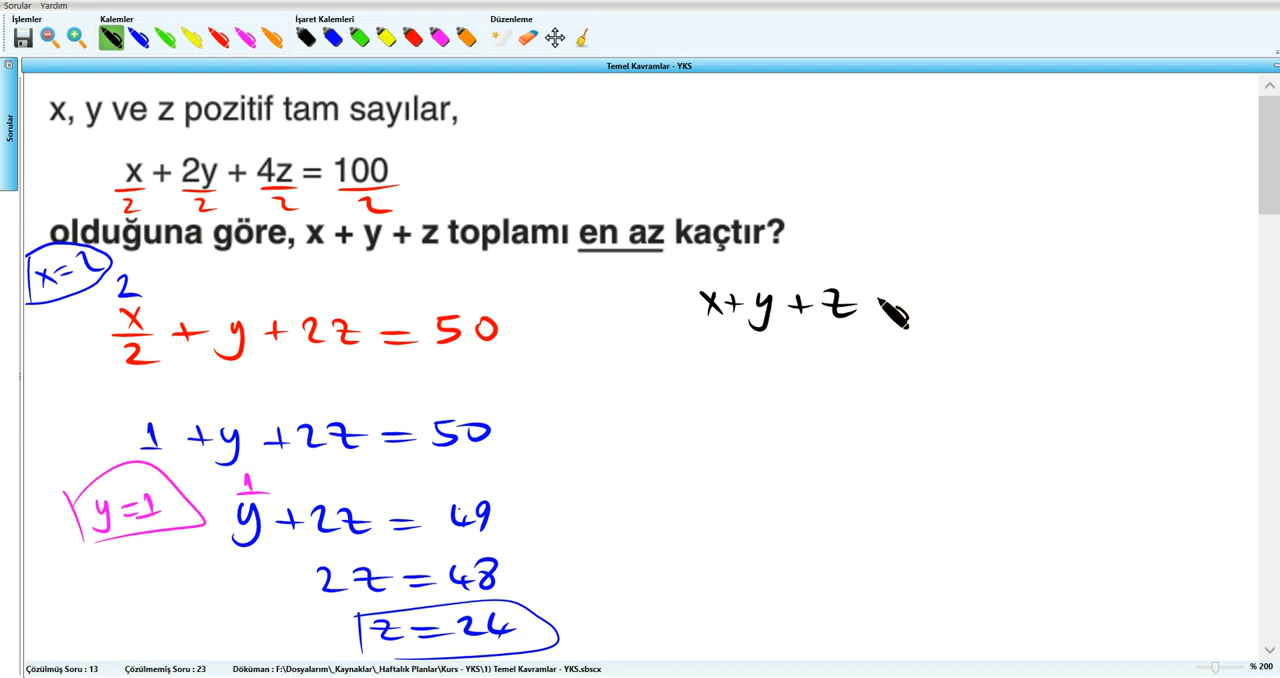 Sorular Yardım
İşlemler Kalemler İşaret Kalemleri Düzenleme
Temel Kavramlar - YKS
Sorular
x, y ve z pozitif tam sayılar,
x + 2y + 4z = 100
2 2 2 2
olduğuna göre, x + y + z toplamı en az kaçtır?
x=2
2
x/2 + y + 2z = 50
x+y+z
1 + y + 2z = 50
y=1
1
y + 2z = 49
2z = 48
z = 24
Çözülmüş Soru : 13 Çözülmemiş Soru : 23 Döküman : F:\Dosyalarım\_Kaynaklar\_Haftalık Planlar\Kurs - YKS\1) Temel Kavramlar - YKS.sbscx % 200